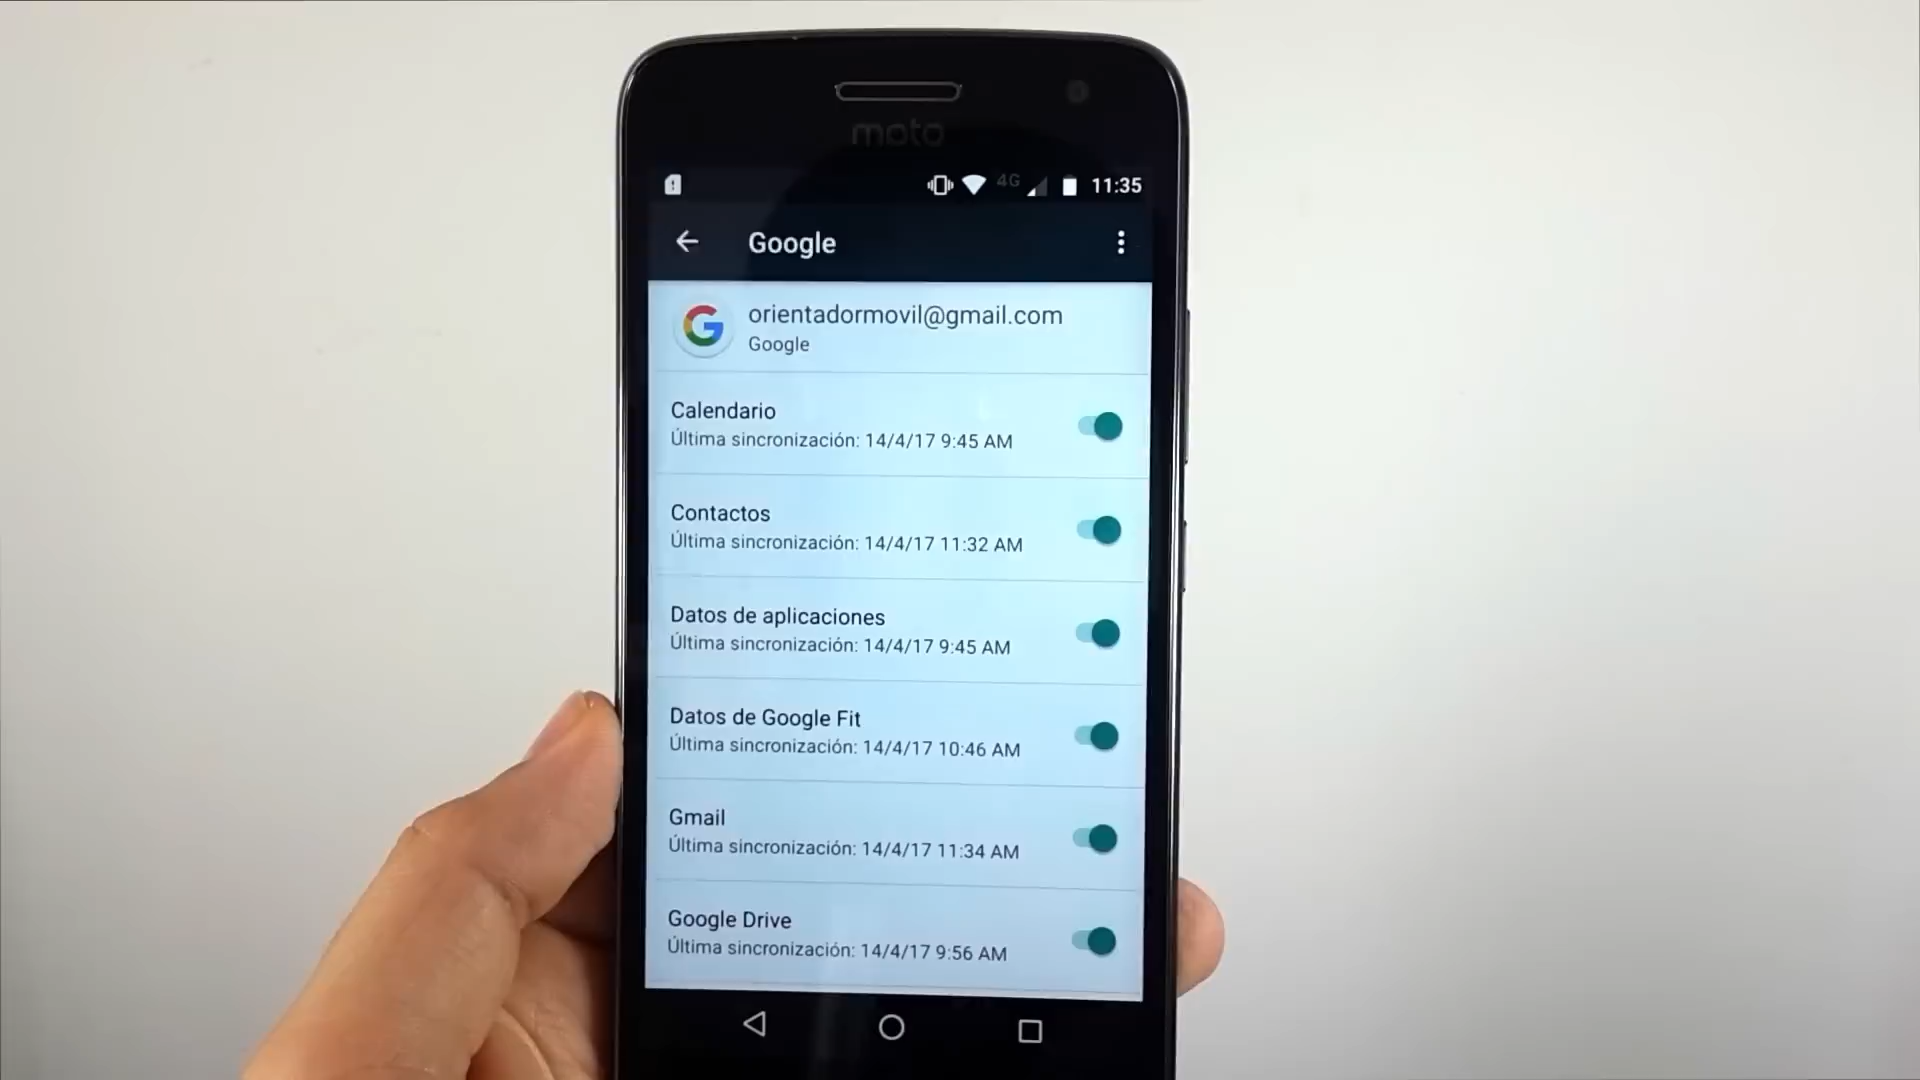 moto
4G 11:35
Google
orientadormovil@gmail.com
Google
Calendario
Última sincronización: 14/4/17 9:45 AM
Contactos
Última sincronización: 14/4/17 11:32 AM
Datos de aplicaciones
Última sincronización: 14/4/17 9:45 AM
Datos de Google Fit
Última sincronización: 14/4/17 10:46 AM
Gmail
Última sincronización: 14/4/17 11:34 AM
Google Drive
Última sincronización: 14/4/17 9:56 AM